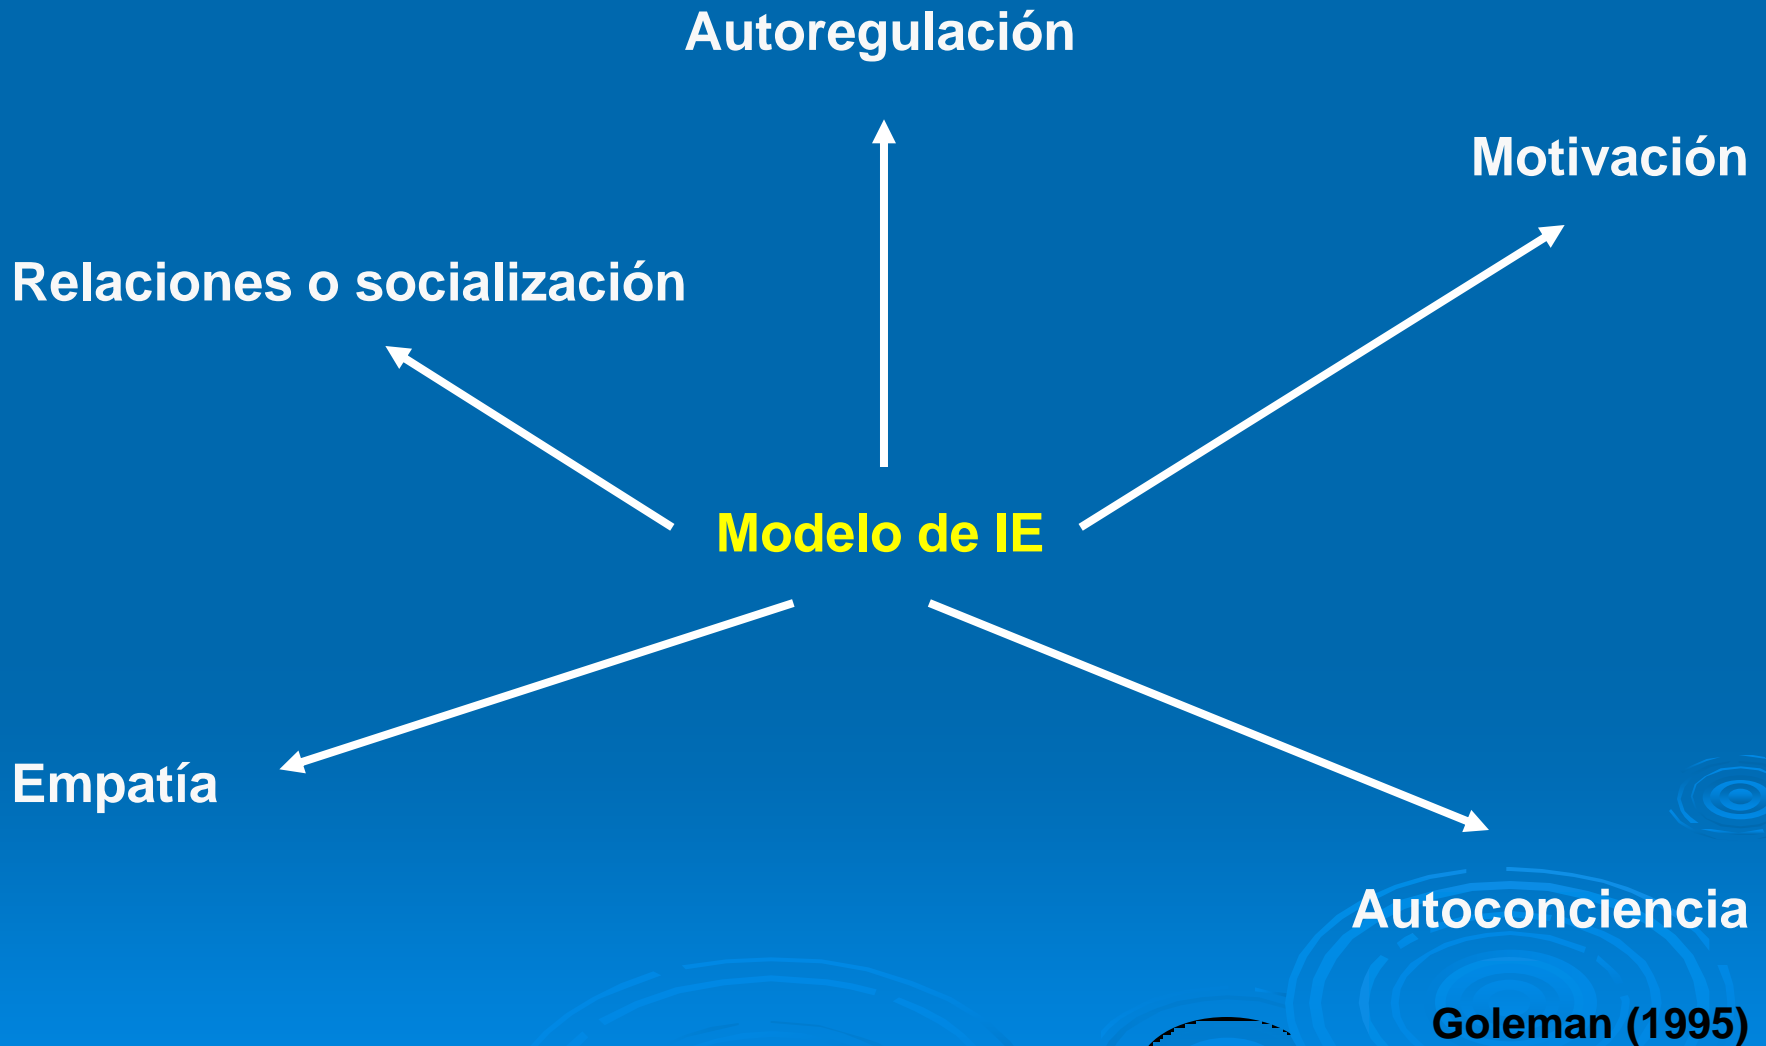 Autoregulación
Motivación
Relaciones o socialización
Modelo de IE
Empatía
Autoconciencia
Goleman (1995)